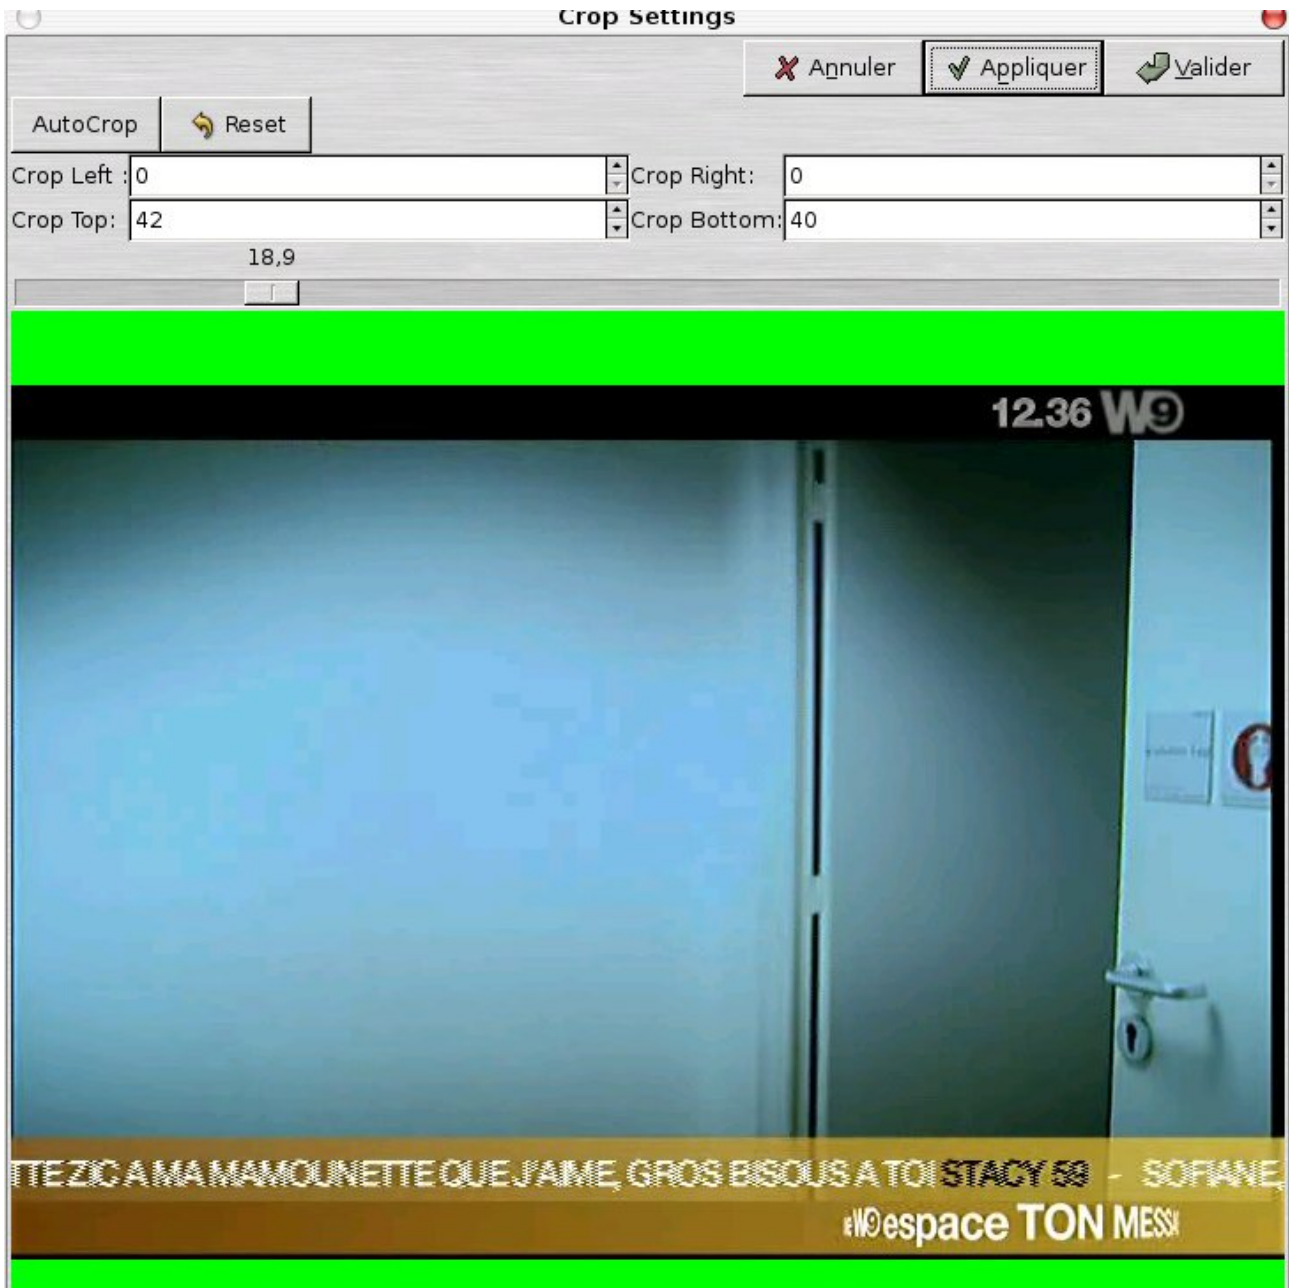 Crop Settings
Annuler
Appliquer
Valider
AutoCrop
Reset
Crop Left :
0
Crop Right:
0
Crop Top:
42
Crop Bottom:
40
18,9
12.36 W9
TTE ZIC A MA MAMOUNETTE QUE J'AIME, GROS BISOUS A TOI STACY 59 - SOFIANE,
W9 espace TON MESSA